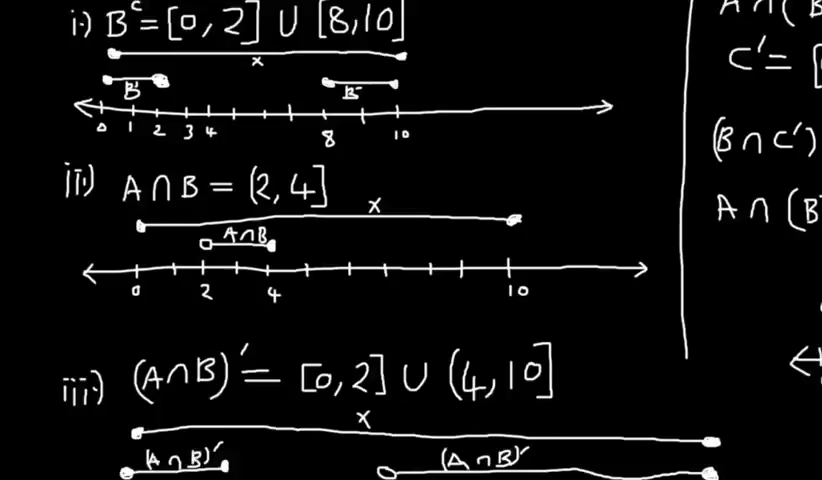 i·) Bᶜ = [0, 2] ∪ [8,10]
x
B' B'
0 1 2 3 4 8 10
ii·) A∩B = (2, 4]
x
A∩B
0 2 4 10
iii·) (A∩B)' = [0, 2] ∪ (4, 10]
x
(A∩B)' (A∩B)'
A∩(
C' = [
(B∩C')
A∩(B